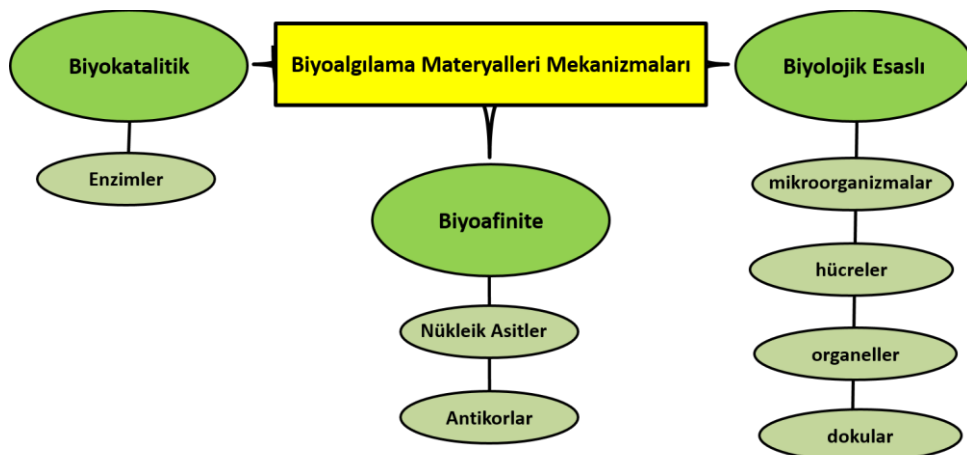 Biyoalgılama Materyalleri Mekanizmaları
Biyokatalitik
Enzimler
Biyoafinite
Nükleik Asitler
Antikorlar
Biyolojik Esaslı
mikroorganizmalar
hücreler
organeller
dokular